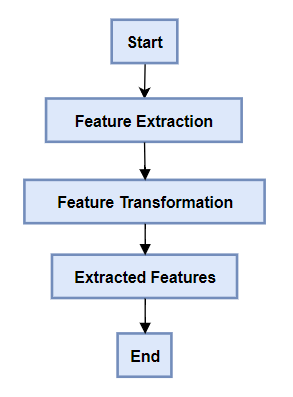 Start
Feature Extraction
Feature Transformation
Extracted Features
End